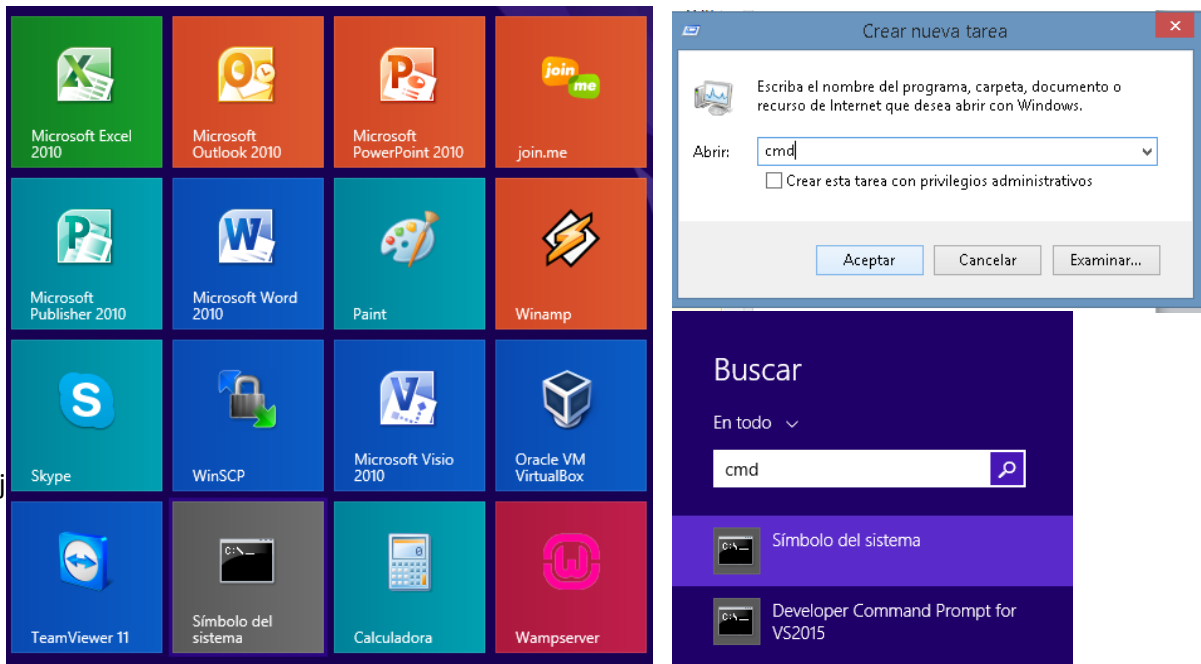 join
me
Microsoft Excel
2010
Microsoft
Outlook 2010
Microsoft
PowerPoint 2010
join.me
Microsoft
Publisher 2010
Microsoft Word
2010
Paint
Winamp
j
Skype
WinSCP
Microsoft Visio
2010
Oracle VM
VirtualBox
C:\_
0
TeamViewer 11
Símbolo del
sistema
Calculadora
Wampserver
Crear nueva tarea
Escriba el nombre del programa, carpeta, documento o
recurso de Internet que desea abrir con Windows.
Abrir: cmd
Crear esta tarea con privilegios administrativos
Aceptar Cancelar Examinar...
Buscar
En todo
cmd
C:\_ Símbolo del sistema
C:\_ Developer Command Prompt for
VS2015